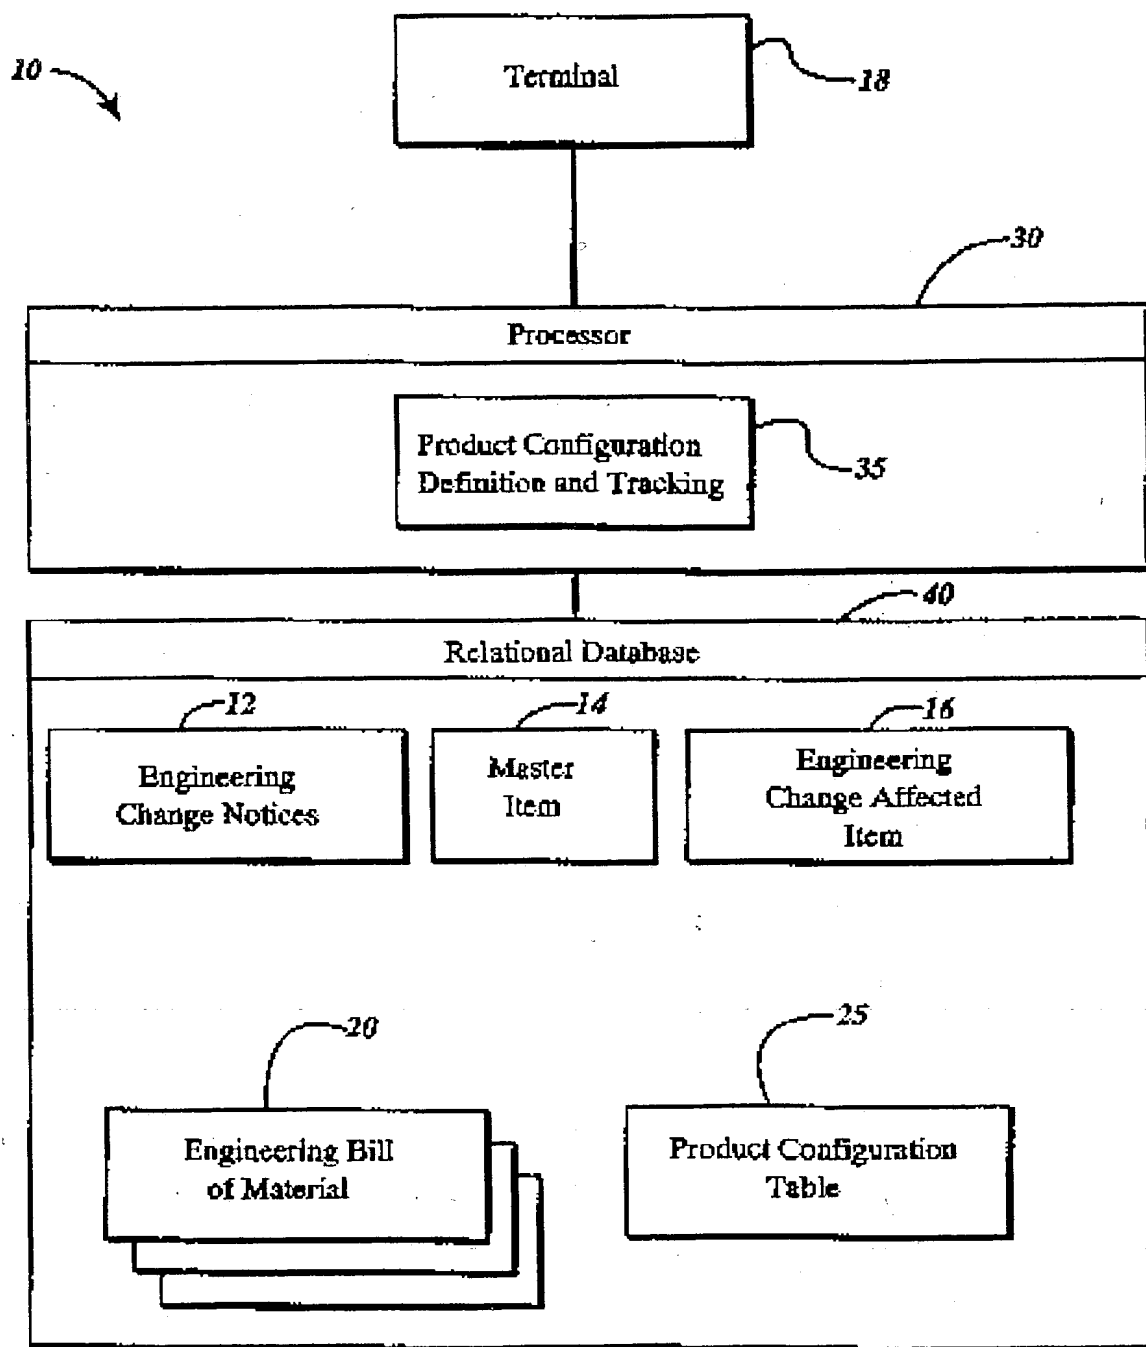 10
Terminal
18
30
Processor
Product Configuration
Definition and Tracking
35
40
Relational Database
12
14
16
Engineering
Change Notices
Master
Item
Engineering
Change Affected
Item
20
25
Engineering Bill
of Material
Product Configuration
Table